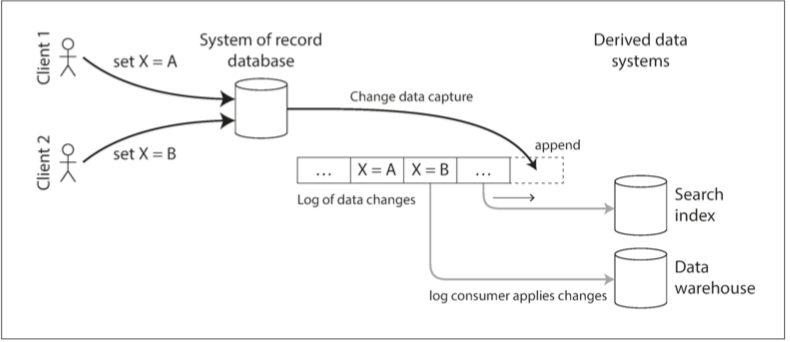 Client 1
set X = A
System of record
database
Derived data
systems
Client 2
set X = B
Change data capture
append
... X = A X = B ...
Log of data changes
Search
index
Data
warehouse
log consumer applies changes